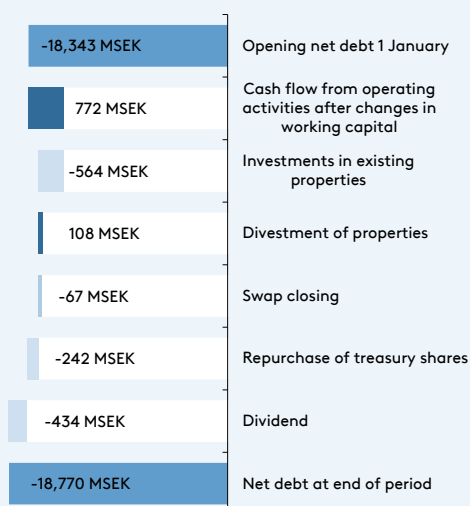 -18,343 MSEK Opening net debt 1 January
Cash flow from operating
772 MSEK activities after changes in
working capital
-564 MSEK Investments in existing
properties
108 MSEK Divestment of properties
-67 MSEK Swap closing
-242 MSEK Repurchase of treasury shares
-434 MSEK Dividend
-18,770 MSEK Net debt at end of period